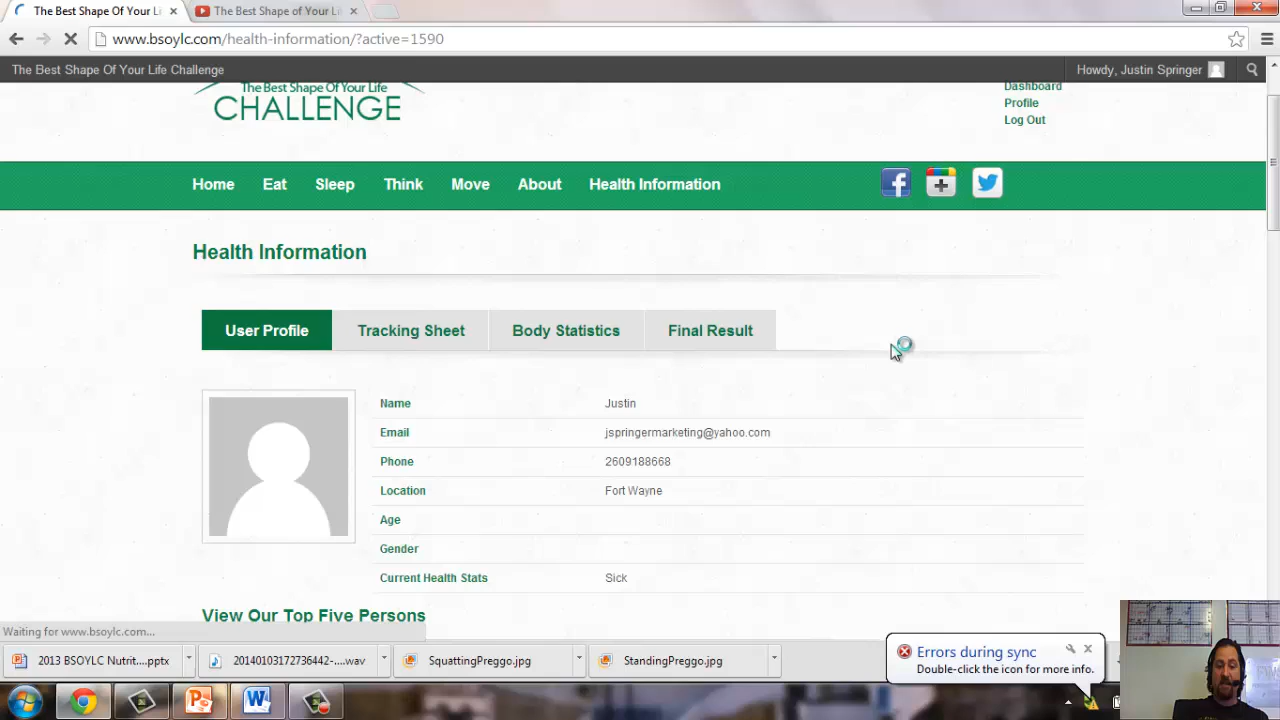 The Best Shape Of Your Li
The Best Shape of Your Li
www.bsoylc.com/health-information/?active=1590
The Best Shape Of Your Life Challenge
Howdy, Justin Springer
The Best Shape Of Your Life
CHALLENGE
Dashboard
Profile
Log Out
Home Eat Sleep Think Move About Health Information
Health Information
User Profile Tracking Sheet Body Statistics Final Result
Name Justin
Email jspringermarketing@yahoo.com
Phone 2609188668
Location Fort Wayne
Age
Gender
Current Health Stats Sick
View Our Top Five Persons
Waiting for www.bsoylc.com...
Errors during sync
Double-click the icon for more info.
2013 BSOYLC Nutrit....pptx 20140103172736442-....wav SquattingPreggo.jpg StandingPreggo.jpg